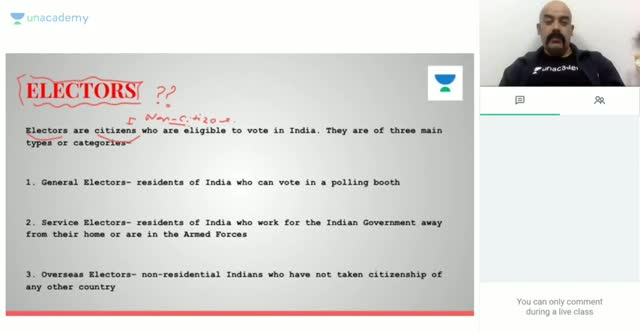 unacademy
ELECTORS
??
Non-Citizens
Electors are citizens who are eligible to vote in India. They are of three main
types or categories-
1. General Electors- residents of India who can vote in a polling booth
2. Service Electors- residents of India who work for the Indian Government away
from their home or are in the Armed Forces
3. Overseas Electors- non-residential Indians who have not taken citizenship of
any other country
unacademy
You can only comment
during a live class